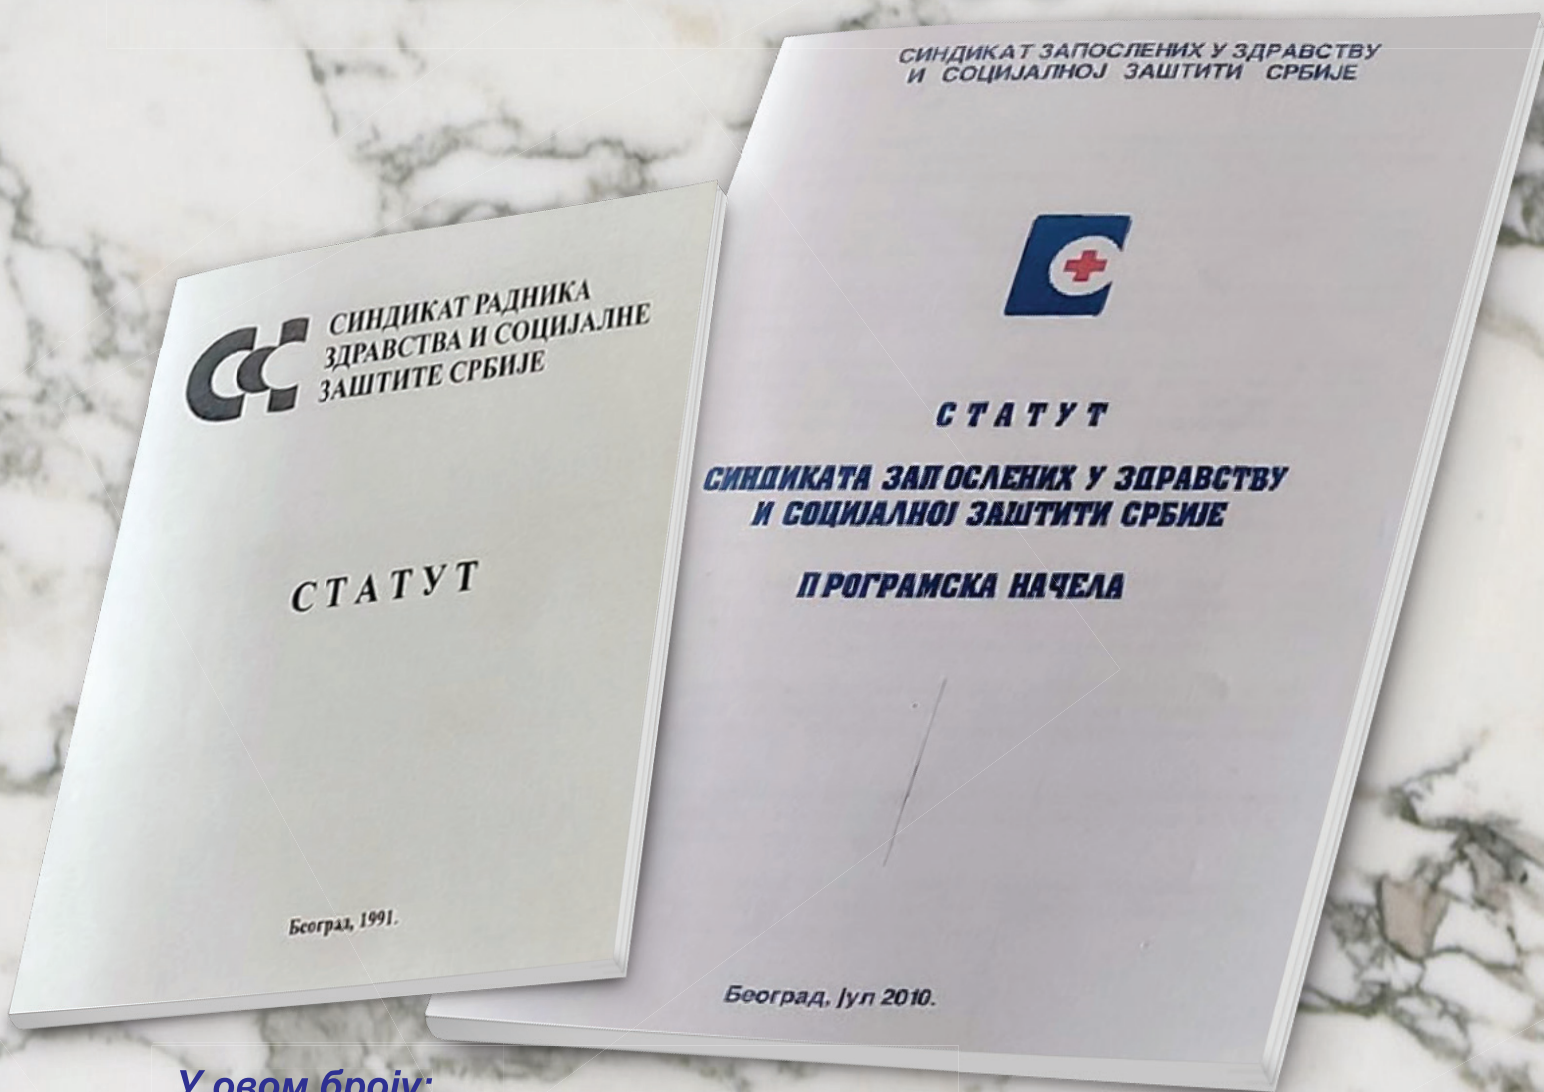 СИНДИКАТ РАДНИКА
ЗДРАВСТВА И СОЦИЈАЛНЕ
ЗАШТИТЕ СРБИЈЕ
СТАТУТ
Београд, 1991.
СИНДИКАТ ЗАПОСЛЕНИХ У ЗДРАВСТВУ
И СОЦИЈАЛНОЈ ЗАШТИТИ СРБИЈЕ
СТАТУТ
СИНДИКАТА ЗАПОСЛЕНИХ У ЗДРАВСТВУ
И СОЦИЈАЛНОЈ ЗАШТИТИ СРБИЈЕ
ПРОГРАМСКА НАЧЕЛА
Београд, јул 2010.
У овом броју: